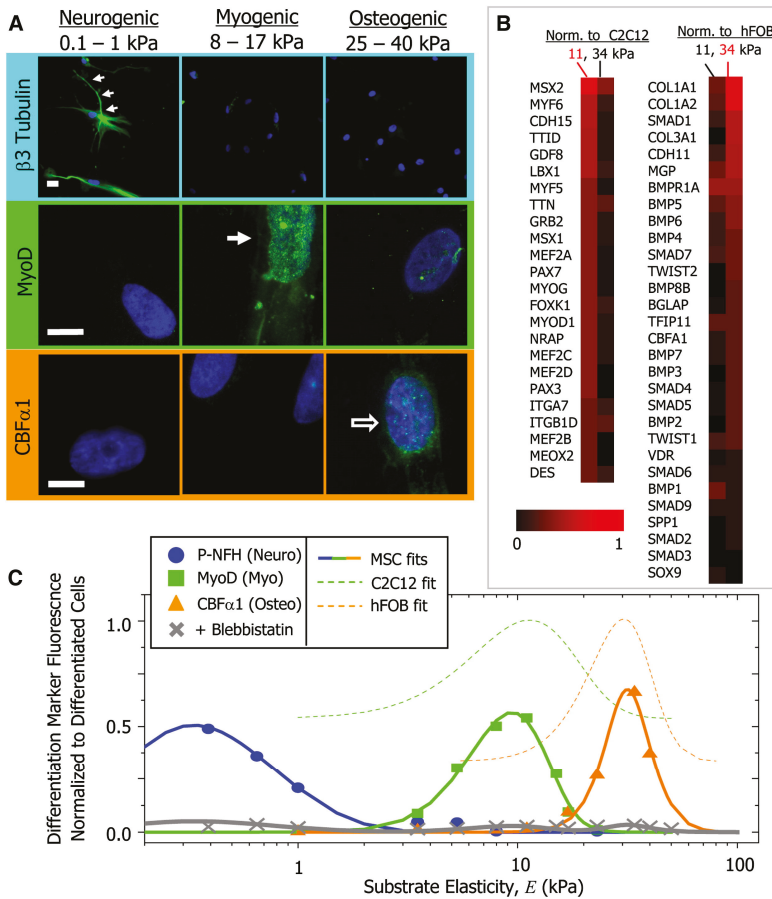 A
Neurogenic
0.1 – 1 kPa
Myogenic
8 – 17 kPa
Osteogenic
25 – 40 kPa
β3 Tubulin
MyoD
CBFα1
B
Norm. to C2C12
11, 34 kPa
MSX2
MYF6
CDH15
TTID
GDF8
LBX1
MYF5
TTN
GRB2
MSX1
MEF2A
PAX7
MYOG
FOXK1
MYOD1
NRAP
MEF2C
MEF2D
PAX3
ITGA7
ITGB1D
MEF2B
MEOX2
DES
0 1
Norm. to hFOB
11, 34 kPa
COL1A1
COL1A2
SMAD1
COL3A1
CDH11
MGP
BMPR1A
BMP5
BMP6
BMP4
SMAD7
TWIST2
BMP8B
BGLAP
TFIP11
CBFA1
BMP7
BMP3
SMAD4
SMAD5
BMP2
TWIST1
VDR
SMAD6
BMP1
SMAD9
SPP1
SMAD2
SMAD3
SOX9
C
P-NFH (Neuro)
MyoD (Myo)
CBFα1 (Osteo)
+ Blebbistatin
MSC fits
C2C12 fit
hFOB fit
Differentiation Marker Fluorescnce
Normalized to Differentiated Cells
1.0
0.5
0.0
1 10 100
Substrate Elasticity, E (kPa)